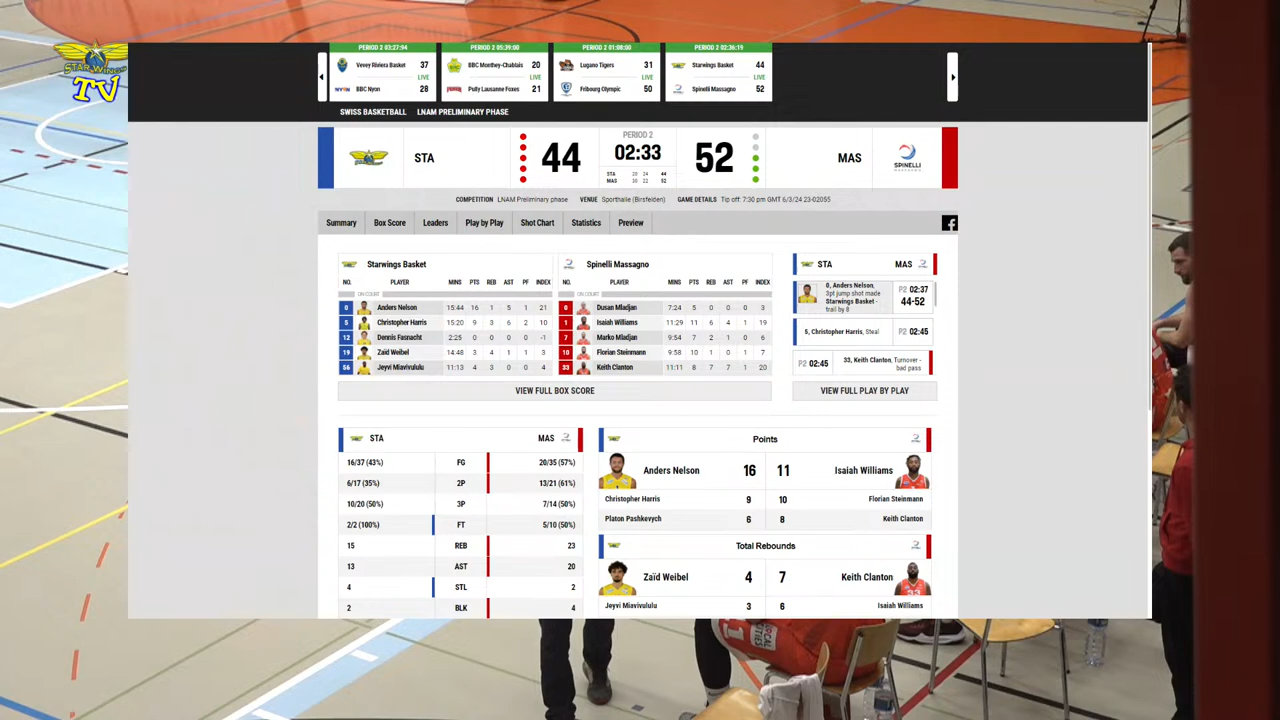 STAR WINGS
TV
PERIOD 2 03:27:94
Vevey Riviera Basket 37
LIVE
BBC Nyon 28
PERIOD 2 05:39:00
BBC Monthey-Chablais 20
LIVE
Pully Lausanne Foxes 21
PERIOD 2 01:08:00
Lugano Tigers 31
LIVE
Fribourg Olympic 50
PERIOD 2 02:36:19
Starwings Basket 44
LIVE
Spinelli Massagno 52
SWISS BASKETBALL LNAM PRELIMINARY PHASE
STA 44
PERIOD 2
02:33
STA 20 24 44
MAS 30 22 52
52 MAS
SPINELLI
MASSAGNO
COMPETITION LNAM Preliminary phase VENUE Sporthalle (Birsfelden) GAME DETAILS Tip off: 7:30 pm GMT 6/3/24 23-02055
Summary Box Score Leaders Play by Play Shot Chart Statistics Preview
Starwings Basket
NO. PLAYER MINS PTS REB AST PF INDEX
ON COURT
0 Anders Nelson 15:44 16 1 5 1 21
5 Christopher Harris 15:20 9 3 6 2 10
12 Dennis Fasnacht 2:25 0 0 0 0 -1
19 Zaïd Weibel 14:48 3 4 1 1 3
56 Jeyvi Miavivululu 11:13 4 3 0 0 4
Spinelli Massagno
NO. PLAYER MINS PTS REB AST PF INDEX
ON COURT
0 Dusan Mladjan 7:24 5 0 0 0 3
1 Isaiah Williams 11:29 11 6 4 1 19
7 Marko Mladjan 9:54 7 2 1 0 6
10 Florian Steinmann 9:58 10 1 0 1 7
33 Keith Clanton 11:11 8 7 7 1 20
VIEW FULL BOX SCORE
STA MAS
0, Anders Nelson,
3pt jump shot made
Starwings Basket -
trail by 8
P2 02:37
44-52
5, Christopher Harris, Steal P2 02:45
P2 02:45 33, Keith Clanton, Turnover -
bad pass
VIEW FULL PLAY BY PLAY
STA MAS
16/37 (43%) FG 20/35 (57%)
6/17 (35%) 2P 13/21 (61%)
10/20 (50%) 3P 7/14 (50%)
2/2 (100%) FT 5/10 (50%)
15 REB 23
13 AST 20
4 STL 2
2 BLK 4
Points
Anders Nelson 16 11 Isaiah Williams
Christopher Harris 9 10 Florian Steinmann
Platon Pashkevych 6 8 Keith Clanton
Total Rebounds
Zaïd Weibel 4 7 Keith Clanton
Jeyvi Miavivululu 3 6 Isaiah Williams